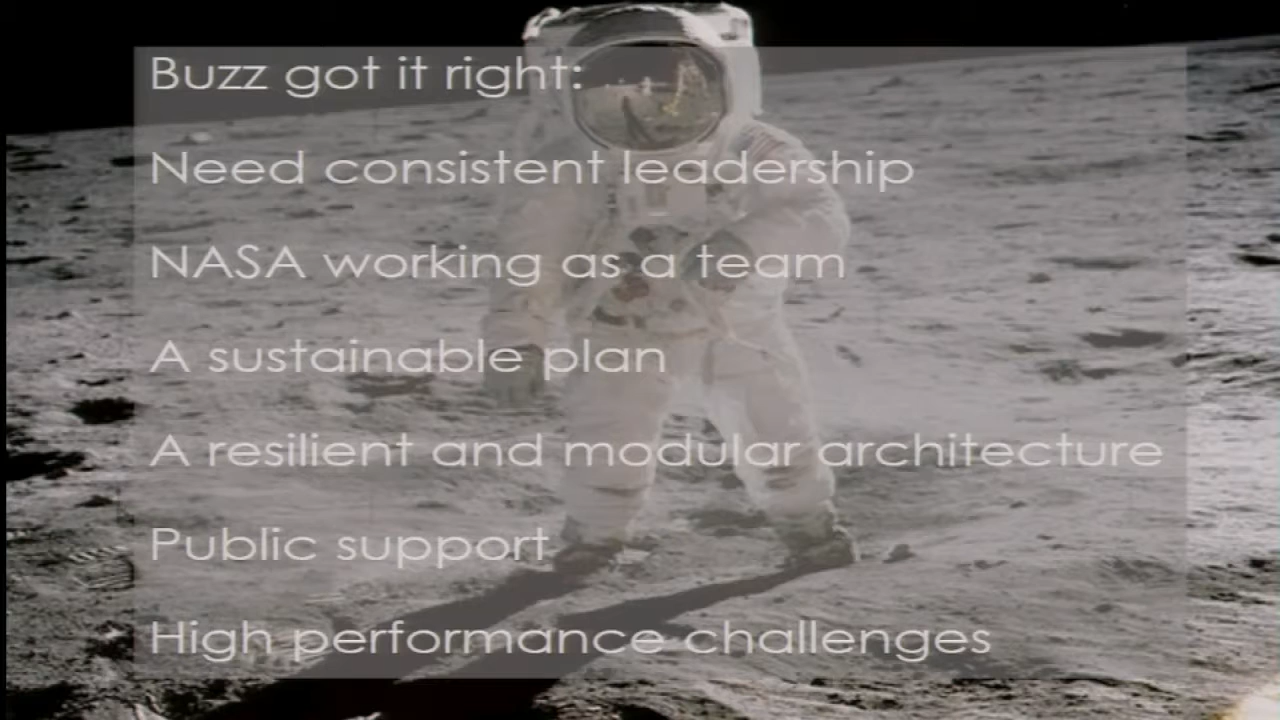 Buzz got it right:
Need consistent leadership
NASA working as a team
A sustainable plan
A resilient and modular architecture
Public support
High performance challenges